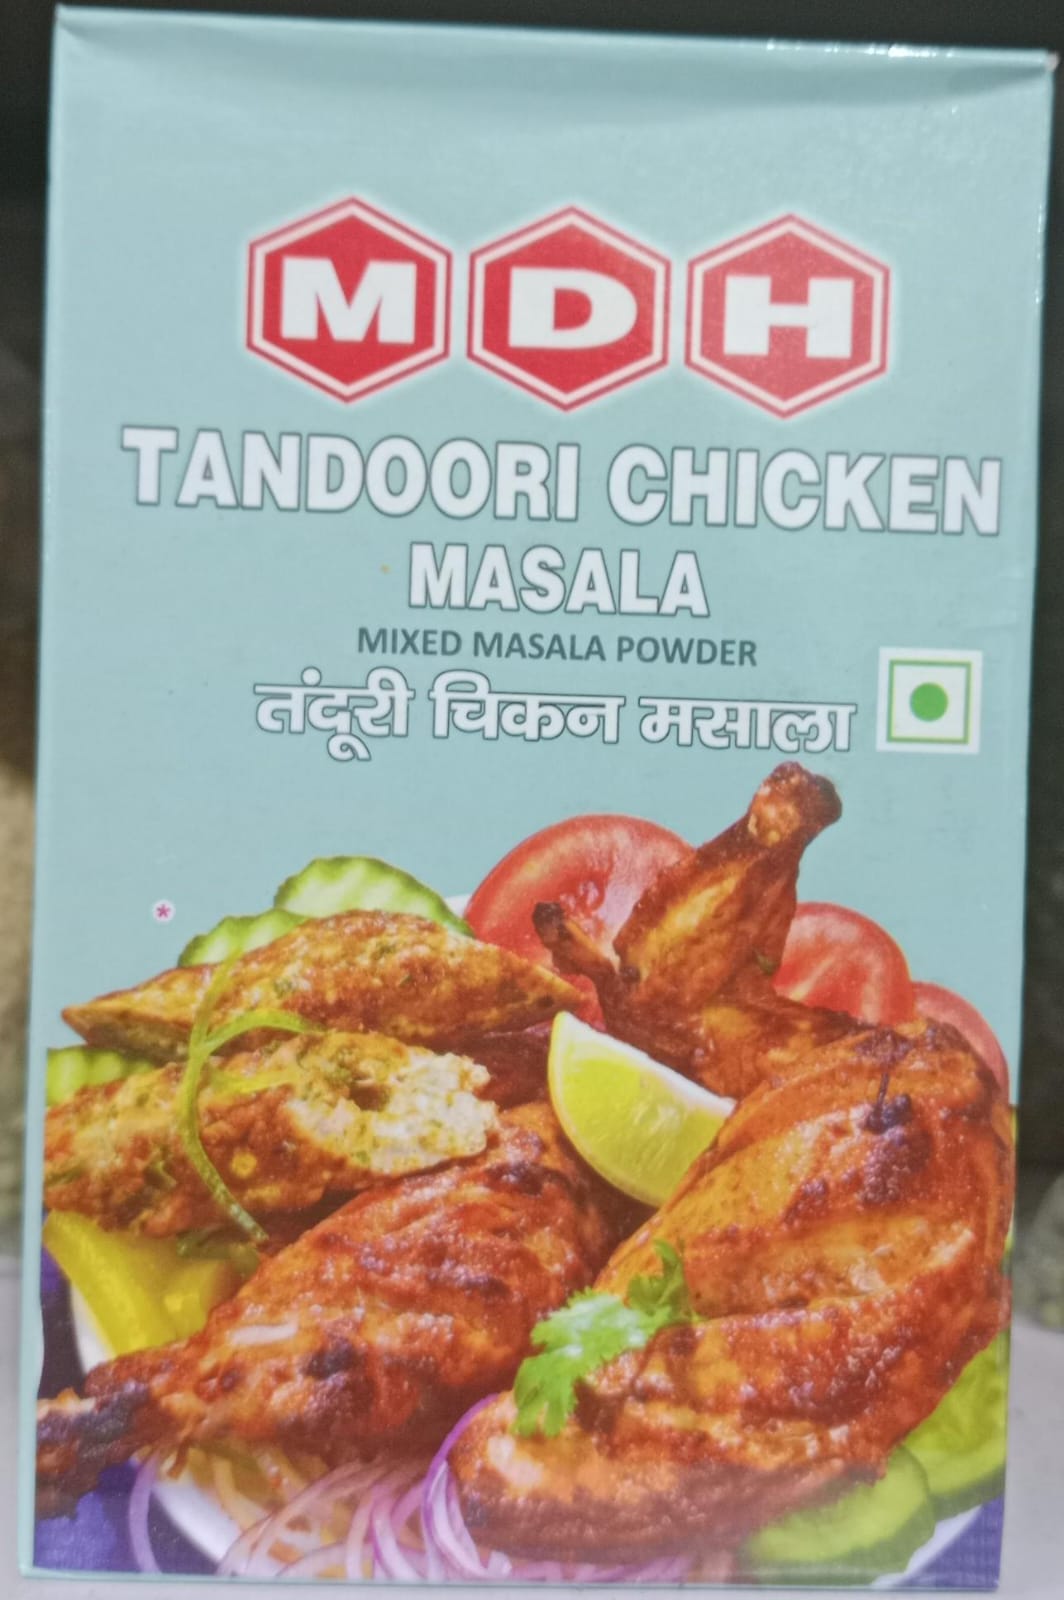 MDH
TANDOORI CHICKEN
MASALA
MIXED MASALA POWDER
तंदूरी चिकन मसाला
*